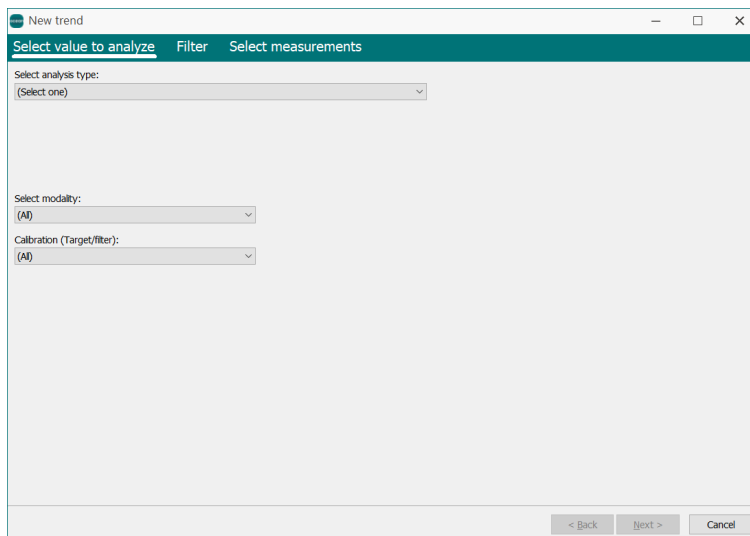 New trend
Select value to analyze Filter Select measurements
Select analysis type:
(Select one)
Select modality:
(All)
Calibration (Target/filter):
(All)
< Back Next > Cancel